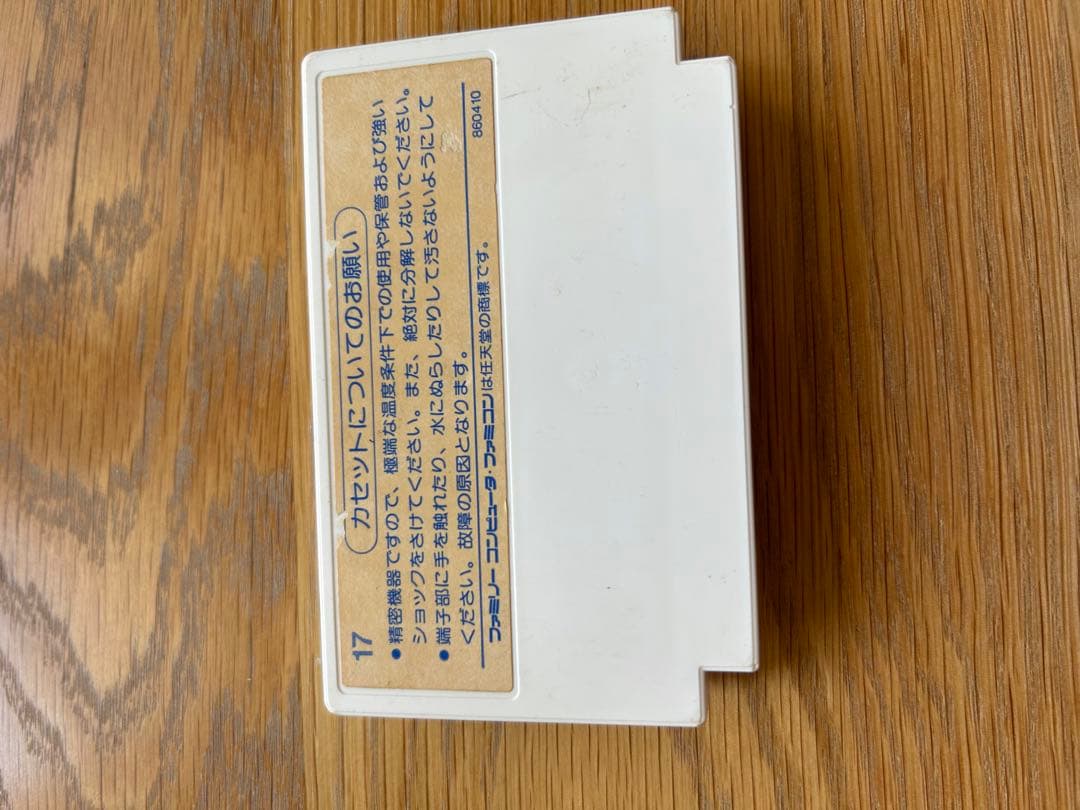 17
カセットについてのお願い
●精密機器ですので、極端な温度条件下での使用や保管および強い
ショックをさけてください。また、絶対に分解しないでください。
●端子部に手を触れたり、水にぬらしたりして汚さないようにして
ください。故障の原因となります。
ファミリー コンピュータ・ファミコンは任天堂の商標です。
860410